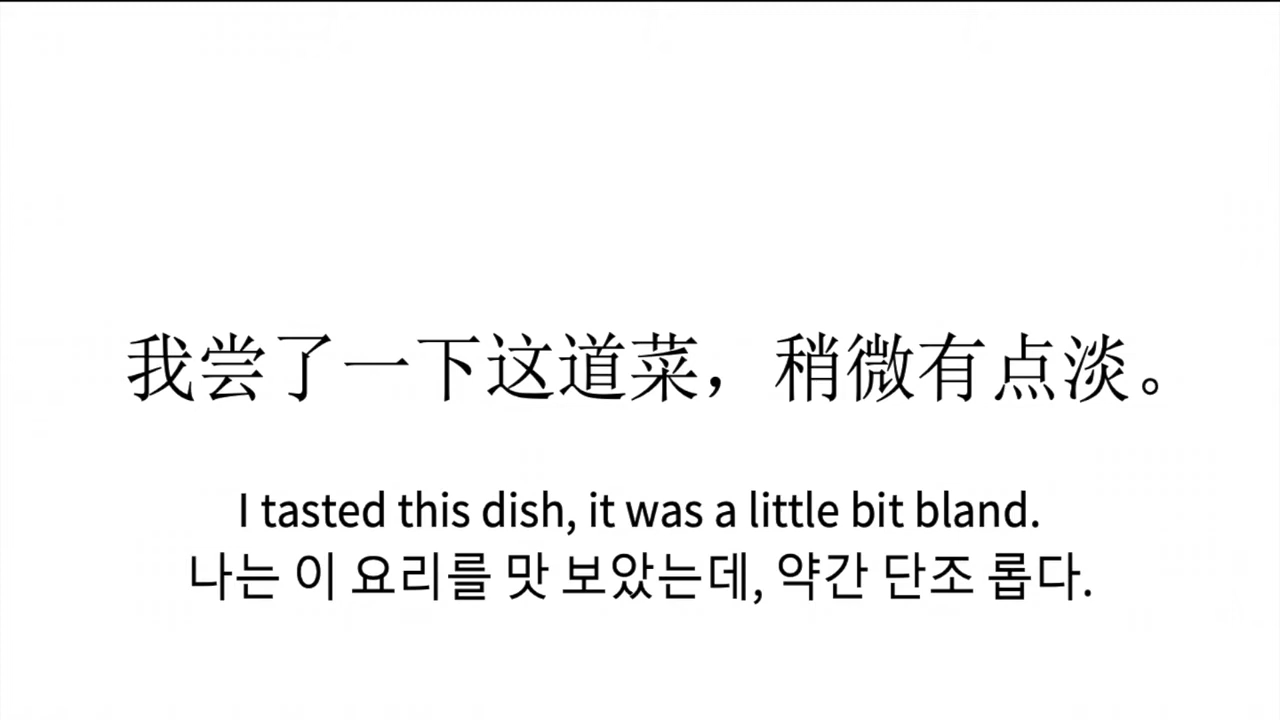 我尝了一下这道菜，稍微有点淡。
I tasted this dish, it was a little bit bland.
나는 이 요리를 맛 보았는데, 약간 단조 롭다.